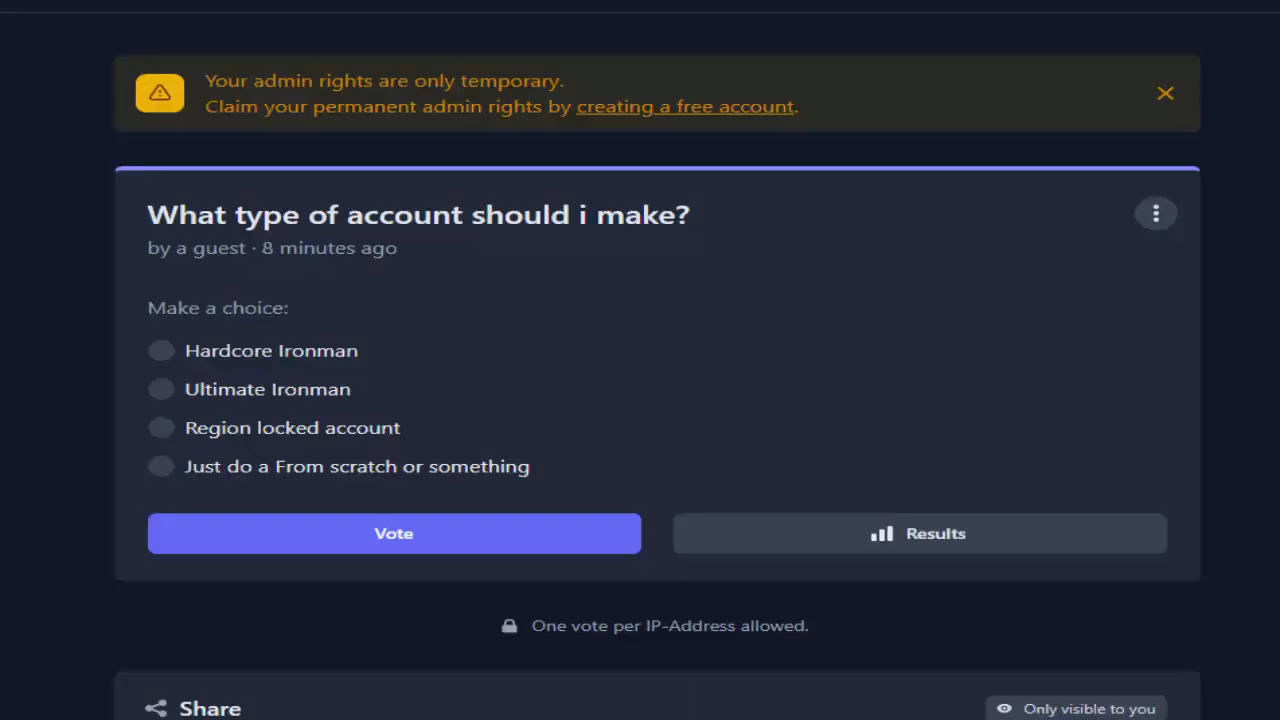 Your admin rights are only temporary.
Claim your permanent admin rights by creating a free account.
What type of account should i make?
by a guest · 8 minutes ago
Make a choice:
Hardcore Ironman
Ultimate Ironman
Region locked account
Just do a From scratch or something
Vote
Results
One vote per IP-Address allowed.
Share
Only visible to you